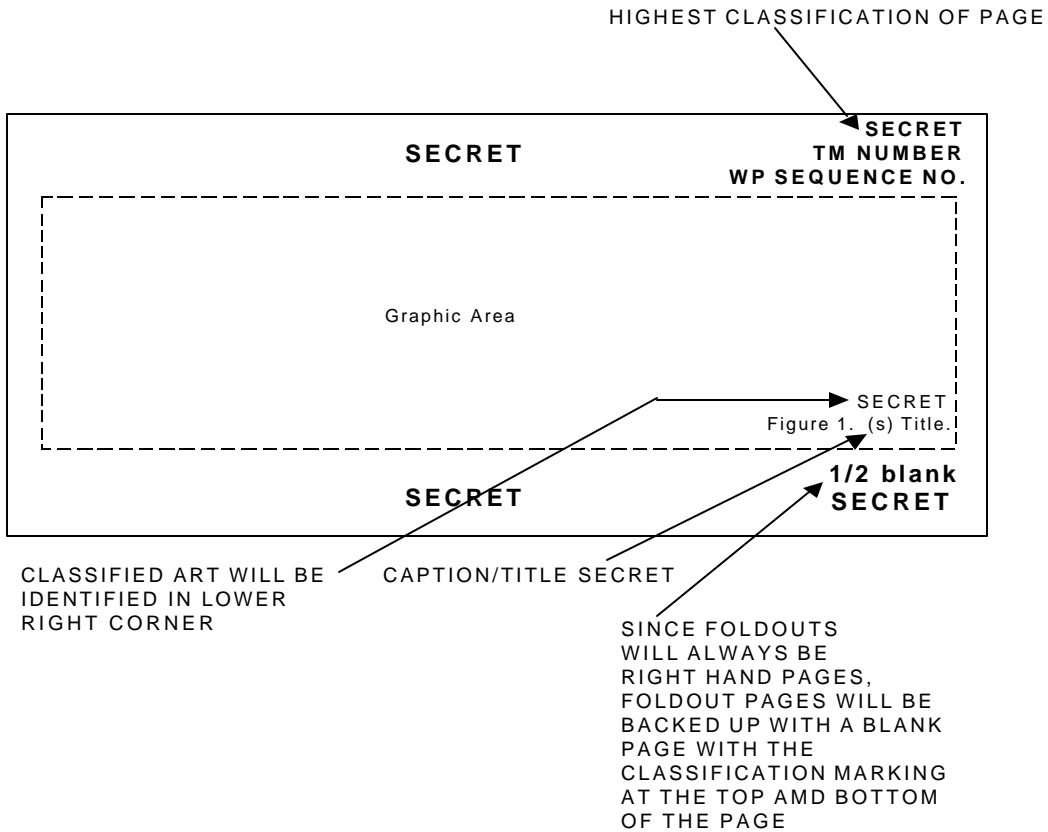 HIGHEST CLASSIFICATION OF PAGE
SECRET
SECRET
TM NUMBER
WP SEQUENCE NO.
Graphic Area
SECRET
Figure 1. (s) Title.
1/2 blank
SECRET
SECRET
CLASSIFIED ART WILL BE
IDENTIFIED IN LOWER
RIGHT CORNER
CAPTION/TITLE SECRET
SINCE FOLDOUTS
WILL ALWAYS BE
RIGHT HAND PAGES,
FOLDOUT PAGES WILL BE
BACKED UP WITH A BLANK
PAGE WITH THE
CLASSIFICATION MARKING
AT THE TOP AMD BOTTOM
OF THE PAGE